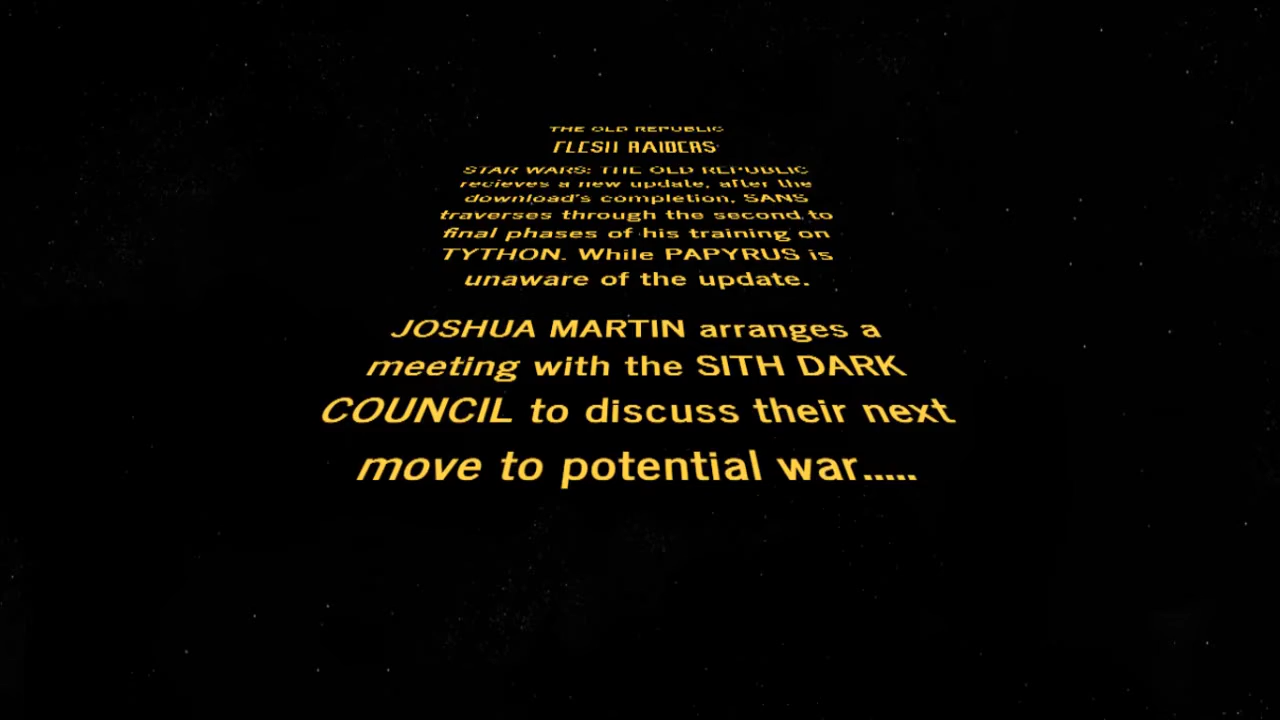 THE OLD REPUBLIC
FLESH RAIDERS
STAR WARS: THE OLD REPUBLIC
recieves a new update, after the
download's completion, SANS
traverses through the second to
final phases of his training on
TYTHON. While PAPYRUS is
unaware of the update.
JOSHUA MARTIN arranges a
meeting with the SITH DARK
COUNCIL to discuss their next
move to potential war.....